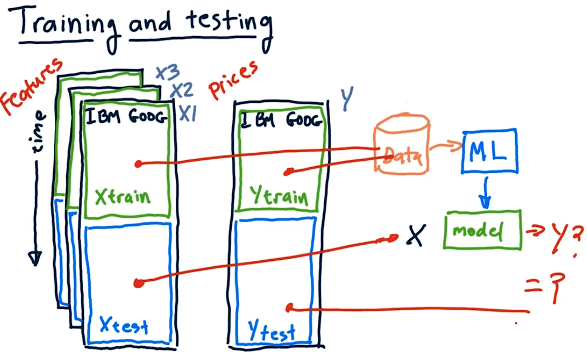 Training and testing
Features
X3
X2
X1
Prices
Y
time
IBM GOOG
IBM GOOG
Data
ML
Xtrain
Ytrain
X
model
Y?
= ?
Xtest
Ytest